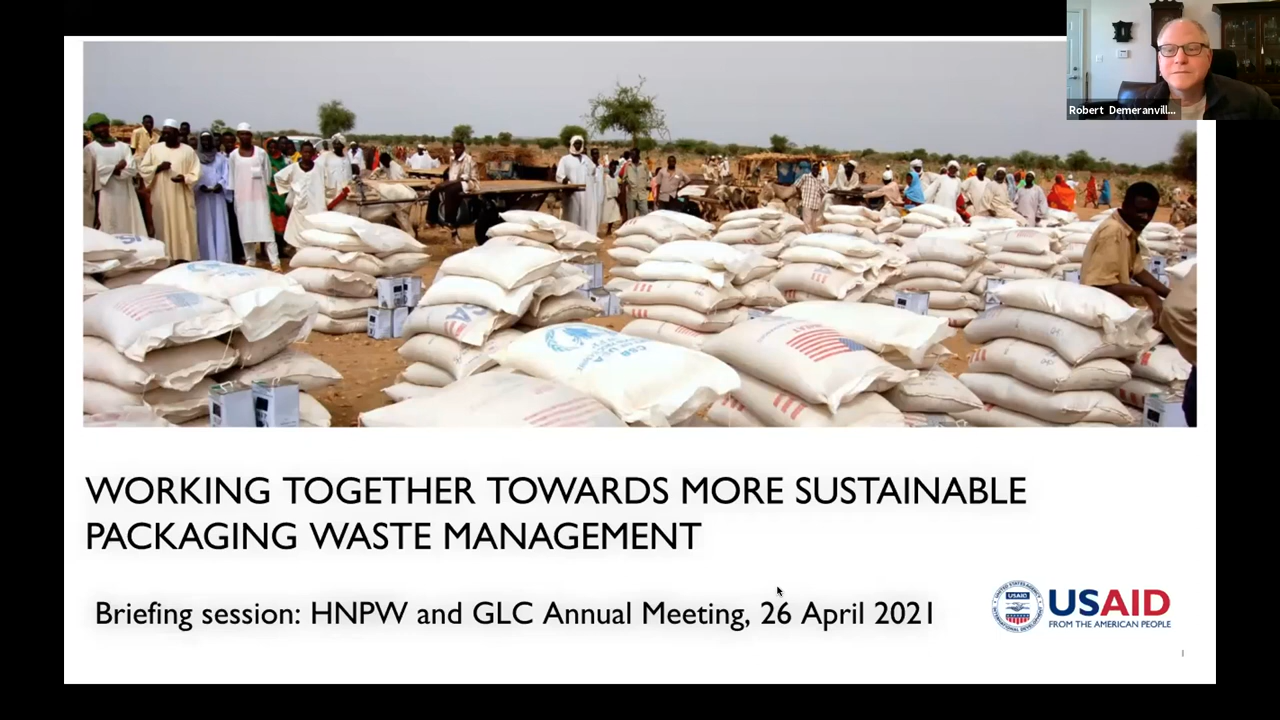 Robert Demeranvill...
WORKING TOGETHER TOWARDS MORE SUSTAINABLE
PACKAGING WASTE MANAGEMENT
Briefing session: HNPW and GLC Annual Meeting, 26 April 2021
USAID
FROM THE AMERICAN PEOPLE
1